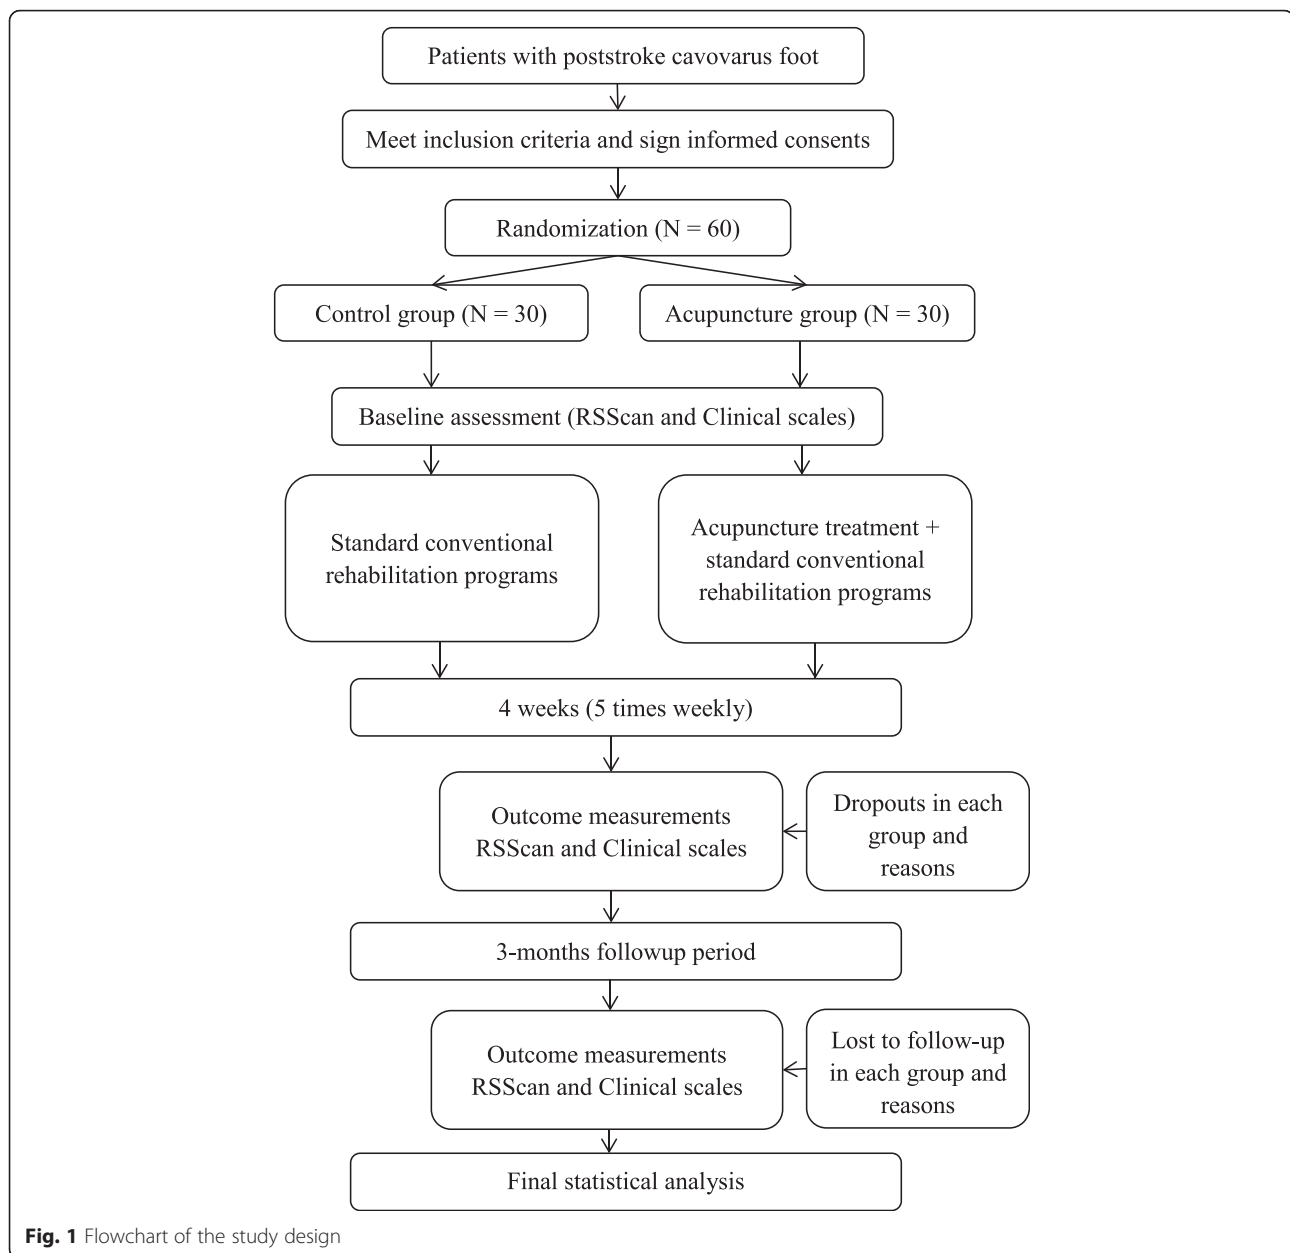 Patients with poststroke cavovarus foot
Meet inclusion criteria and sign informed consents
Randomization (N = 60)
Control group (N = 30)
Acupuncture group (N = 30)
Baseline assessment (RSScan and Clinical scales)
Standard conventional
rehabilitation programs
Acupuncture treatment +
standard conventional
rehabilitation programs
4 weeks (5 times weekly)
Outcome measurements
RSScan and Clinical scales
Dropouts in each
group and
reasons
3-months followup period
Outcome measurements
RSScan and Clinical scales
Lost to follow-up
in each group and
reasons
Final statistical analysis
Fig. 1 Flowchart of the study design